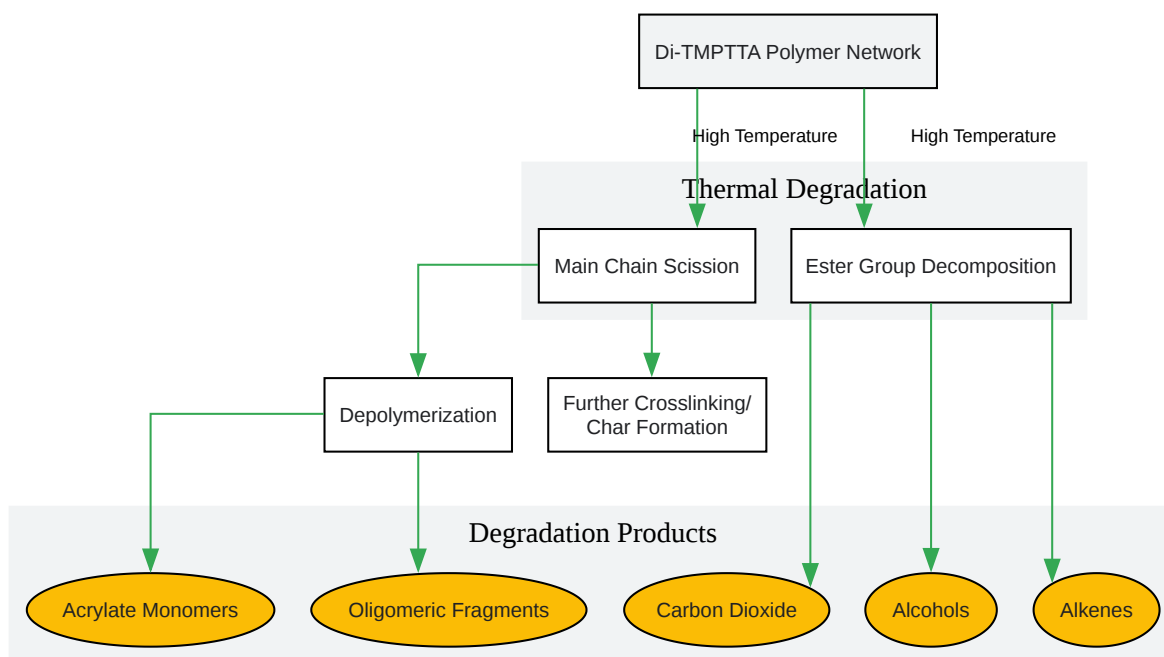 Di-TMPTTA Polymer Network
High Temperature
High Temperature
Thermal Degradation
Main Chain Scission
Ester Group Decomposition
Depolymerization
Further Crosslinking/
Char Formation
Degradation Products
Acrylate Monomers
Oligomeric Fragments
Carbon Dioxide
Alcohols
Alkenes